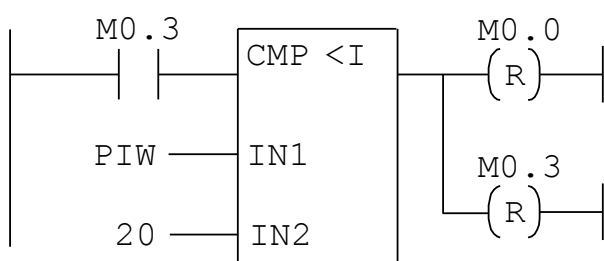 M0.3
CMP <I
M0.0
(R)
PIW
IN1
M0.3
(R)
20
IN2